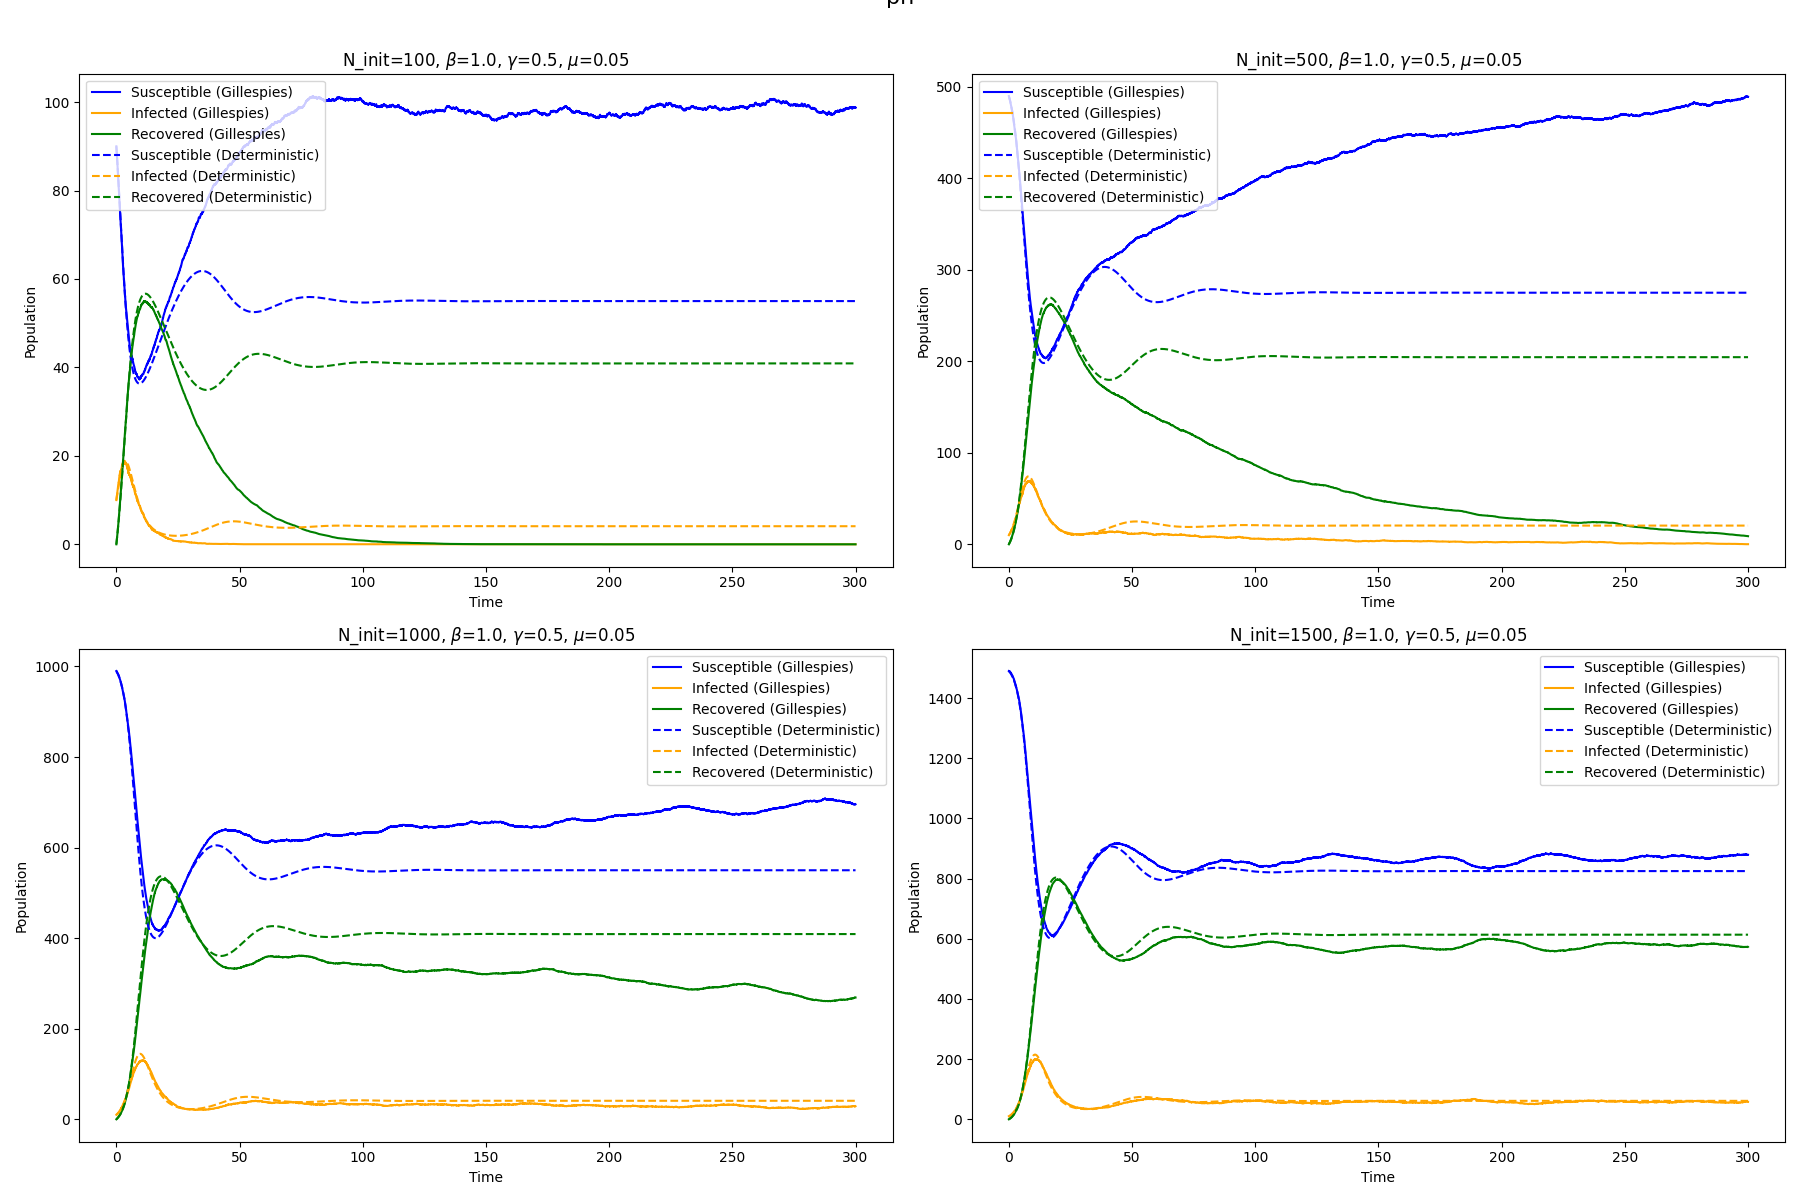 N_init=100, β=1.0, γ=0.5, μ=0.05
Susceptible (Gillespies)
Infected (Gillespies)
Recovered (Gillespies)
Susceptible (Deterministic)
Infected (Deterministic)
Recovered (Deterministic)
100
80
60
40
20
0
Population
0 50 100 150 200 250 300
Time
N_init=500, β=1.0, γ=0.5, μ=0.05
Susceptible (Gillespies)
Infected (Gillespies)
Recovered (Gillespies)
Susceptible (Deterministic)
Infected (Deterministic)
Recovered (Deterministic)
500
400
300
200
100
0
Population
0 50 100 150 200 250 300
Time
N_init=1000, β=1.0, γ=0.5, μ=0.05
Susceptible (Gillespies)
Infected (Gillespies)
Recovered (Gillespies)
Susceptible (Deterministic)
Infected (Deterministic)
Recovered (Deterministic)
1000
800
600
400
200
0
Population
0 50 100 150 200 250 300
Time
N_init=1500, β=1.0, γ=0.5, μ=0.05
Susceptible (Gillespies)
Infected (Gillespies)
Recovered (Gillespies)
Susceptible (Deterministic)
Infected (Deterministic)
Recovered (Deterministic)
1400
1200
1000
800
600
400
200
0
Population
0 50 100 150 200 250 300
Time